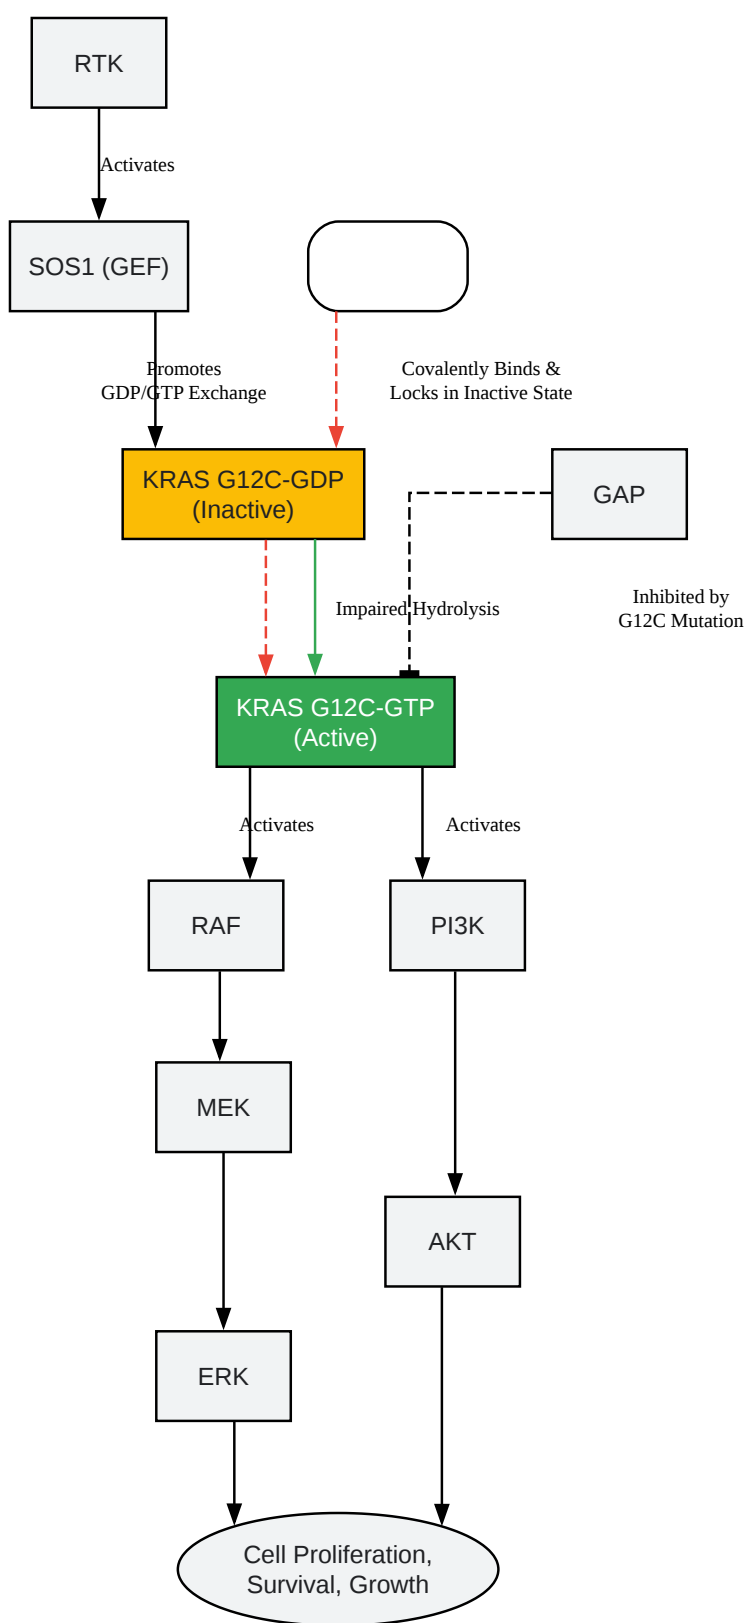 RTK
Activates
SOS1 (GEF)
Promotes
GDP/GTP Exchange
Covalently Binds &
Locks in Inactive State
KRAS G12C-GDP
(Inactive)
GAP
Impaired Hydrolysis
Inhibited by
G12C Mutation
KRAS G12C-GTP
(Active)
Activates
Activates
RAF
PI3K
MEK
AKT
ERK
Cell Proliferation,
Survival, Growth